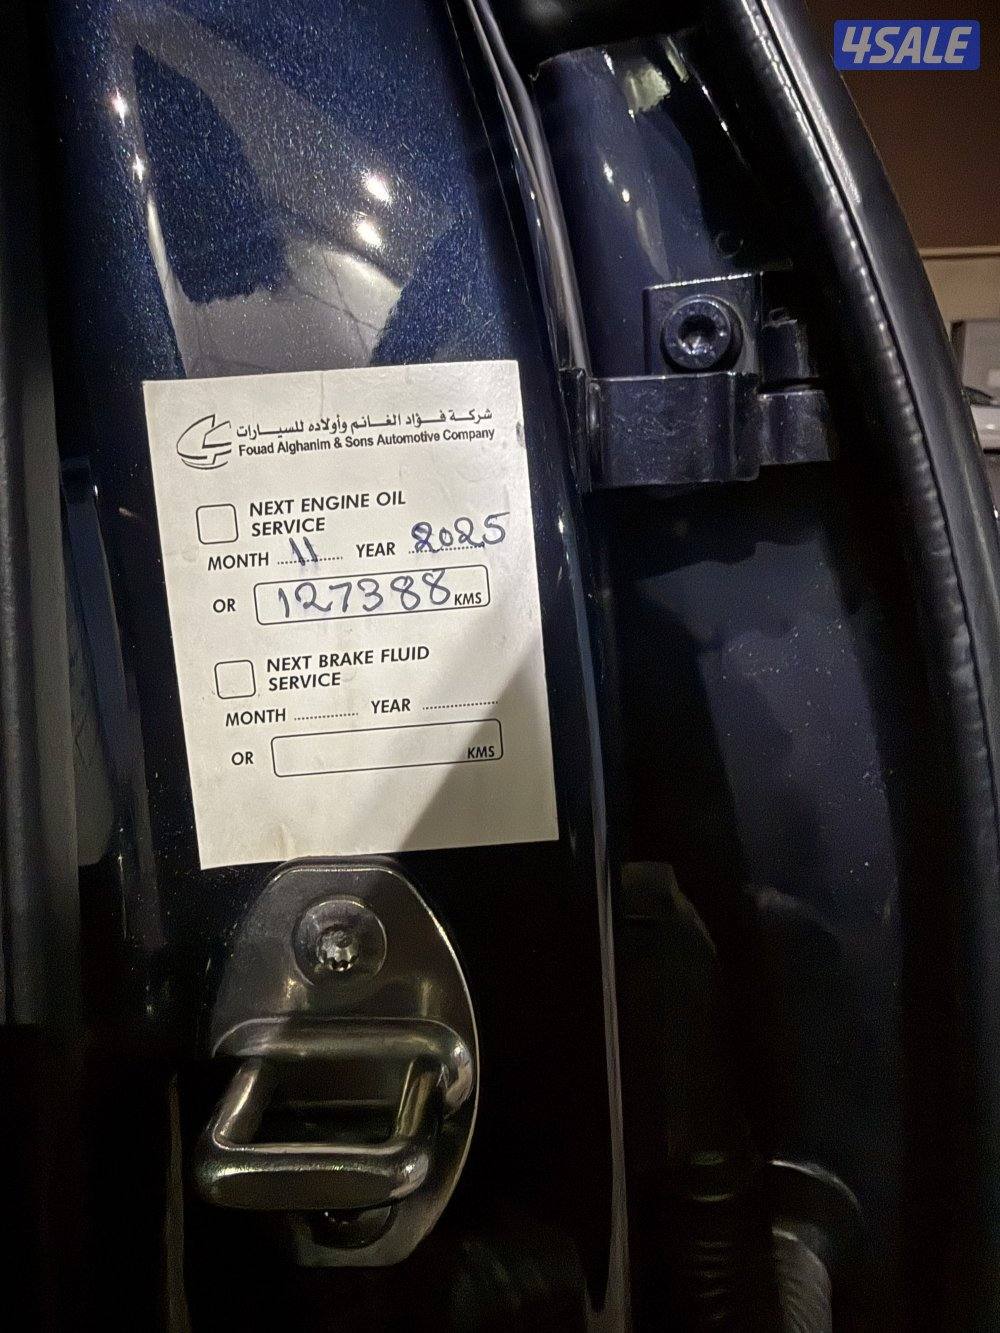 4SALE
شركة فؤاد الغانم وأولاده للسيارات
Fouad Alghanim & Sons Automotive Company
NEXT ENGINE OIL
SERVICE
MONTH 11 YEAR 2025
OR 127388 KMS
NEXT BRAKE FLUID
SERVICE
MONTH YEAR
OR KMS